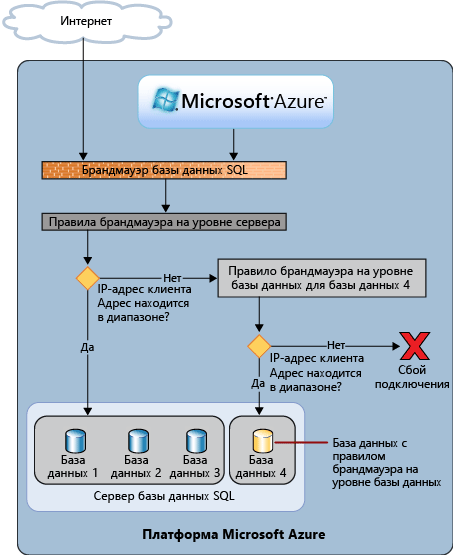 Интернет
Microsoft Azure™
Брандмауэр базы данных SQL
Правила брандмауэра на уровне сервера
Нет
IP-адрес клиента
Адрес находится
в диапазоне?
Правило брандмауэра на уровне
базы данных для базы данных 4
Да
Нет
IP-адрес клиента
Адрес находится
в диапазоне?
Сбой
подключения
Да
База
данных 1
База
данных 2
База
данных 3
База
данных 4
База данных с
правилом
брандмауэра на
уровне базы данных
Сервер базы данных SQL
Платформа Microsoft Azure